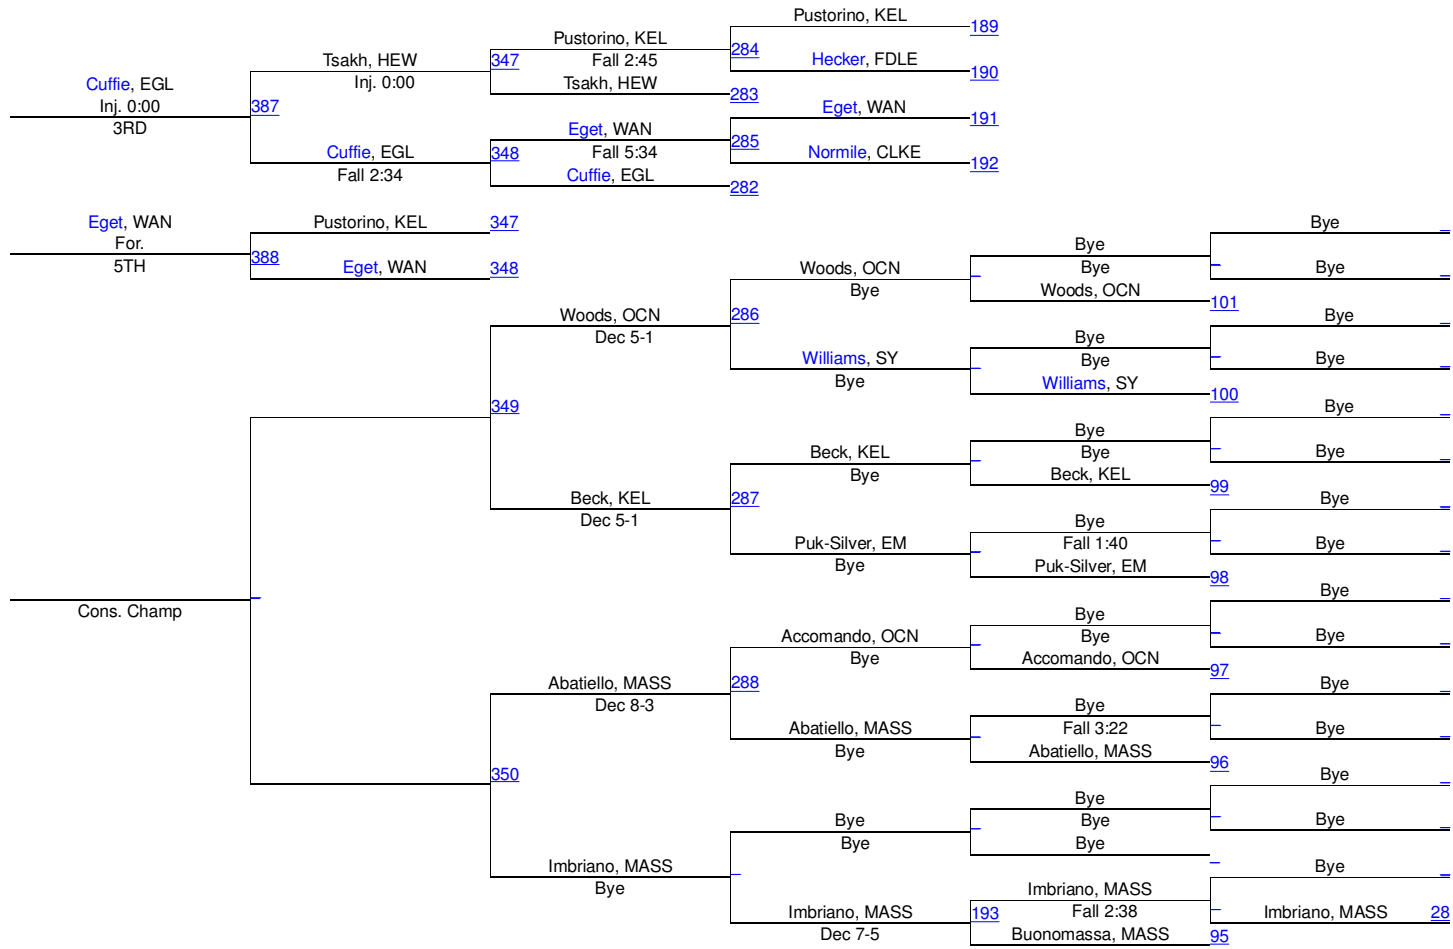 Pustorino, KEL
189
Pustorino, KEL
284
Tsakh, HEW
347
Fall 2:45
Hecker, FDLE
190
Cuffie, EGL
Inj. 0:00
Tsakh, HEW
283
Inj. 0:00
387
Eget, WAN
191
3RD
Eget, WAN
285
Cuffie, EGL
348
Fall 5:34
Normile, CLKE
192
Fall 2:34
Cuffie, EGL
282
Eget, WAN
Pustorino, KEL
347
Bye
For.
388
Bye
5TH
Eget, WAN
348
Woods, OCN
Bye
Bye
Bye
Woods, OCN
101
Woods, OCN
286
Bye
Dec 5-1
Bye
Williams, SY
Bye
Bye
Bye
Williams, SY
100
349
Bye
Bye
Beck, KEL
Bye
Bye
Bye
Beck, KEL
99
Beck, KEL
287
Bye
Dec 5-1
Bye
Puk-Silver, EM
Fall 1:40
Bye
Bye
Puk-Silver, EM
98
Cons. Champ
Bye
Bye
Accomando, OCN
Bye
Bye
Bye
Accomando, OCN
97
Abatiello, MASS
288
Bye
Dec 8-3
Bye
Abatiello, MASS
Fall 3:22
Bye
Bye
Abatiello, MASS
96
350
Bye
Bye
Bye
Bye
Bye
Bye
Bye
Imbriano, MASS
Bye
Bye
Imbriano, MASS
Imbriano, MASS
193
Fall 2:38
Imbriano, MASS
28
Dec 7-5
Buonomassa, MASS
95